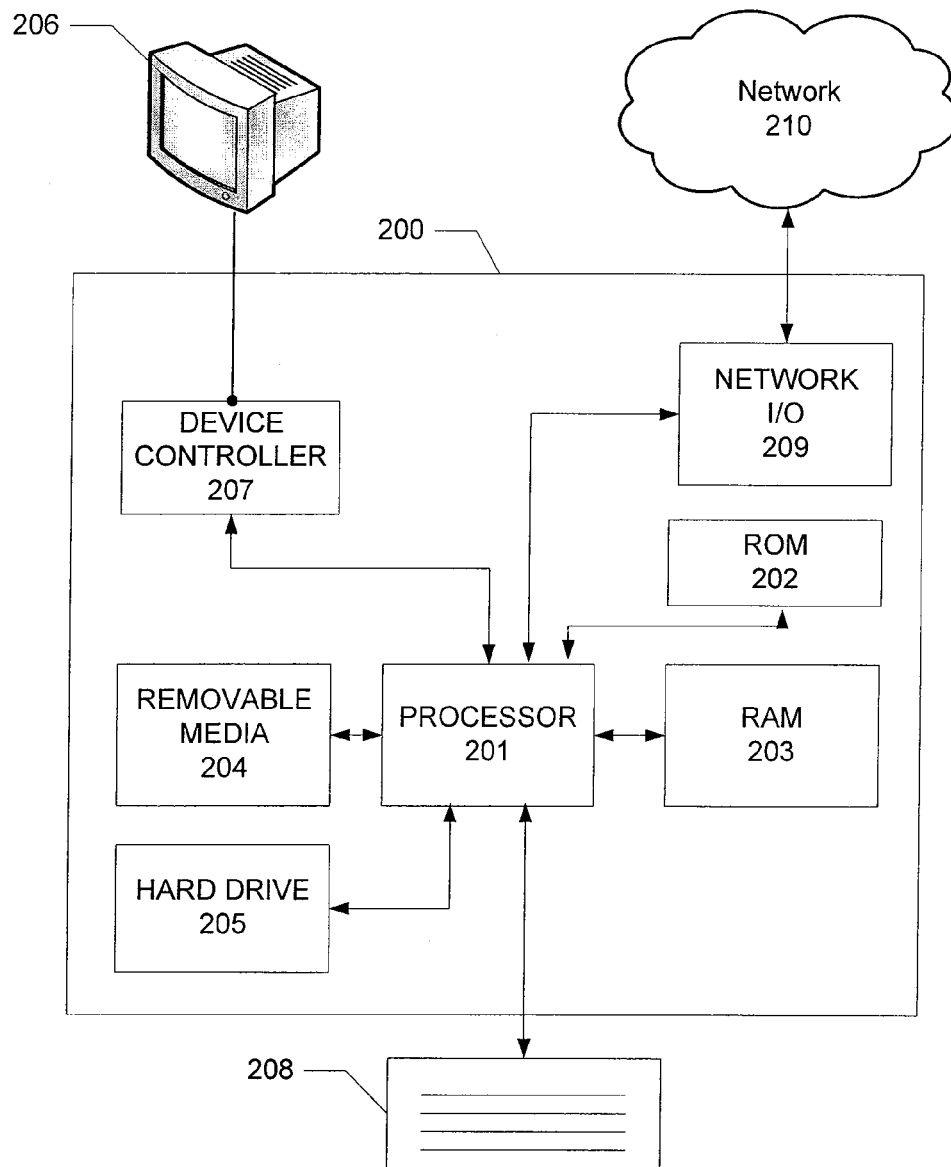 206
Network
210
200
NETWORK
I/O
209
DEVICE
CONTROLLER
207
ROM
202
REMOVABLE
MEDIA
204
PROCESSOR
201
RAM
203
HARD DRIVE
205
208